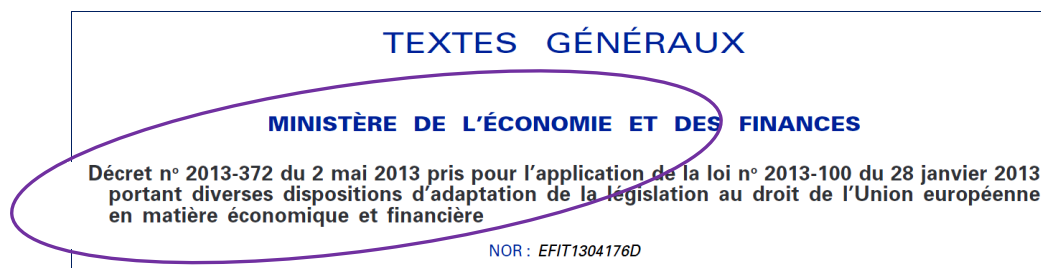 TEXTES GÉNÉRAUX
MINISTÈRE DE L'ÉCONOMIE ET DES FINANCES
Décret nº 2013-372 du 2 mai 2013 pris pour l'application de la loi nº 2013-100 du 28 janvier 2013
portant diverses dispositions d'adaptation de la législation au droit de l'Union européenne
en matière économique et financière
NOR : EFIT1304176D